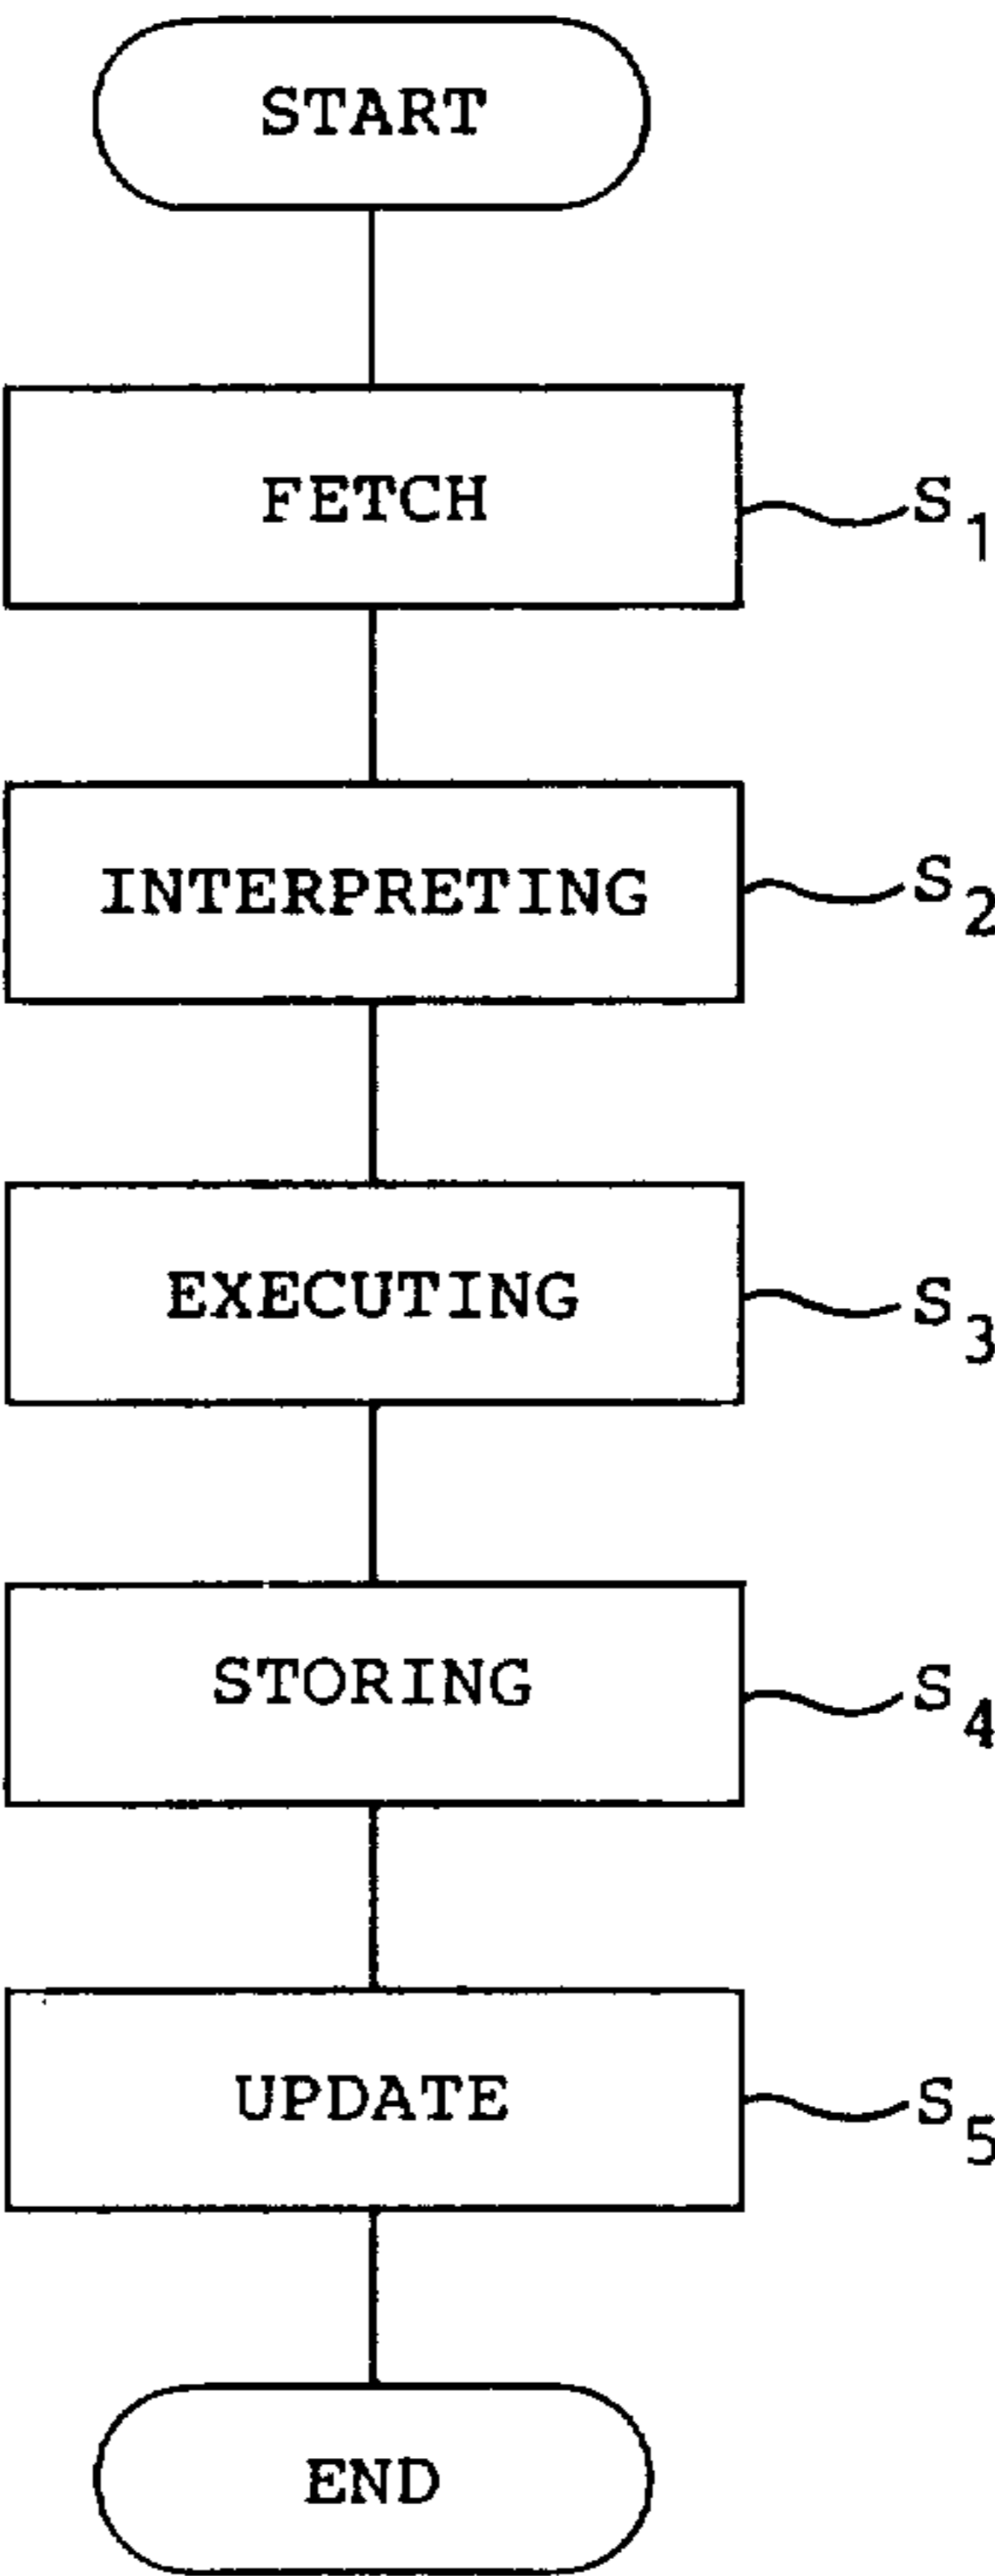 START
FETCH
S1
INTERPRETING
S2
EXECUTING
S3
STORING
S4
UPDATE
S5
END